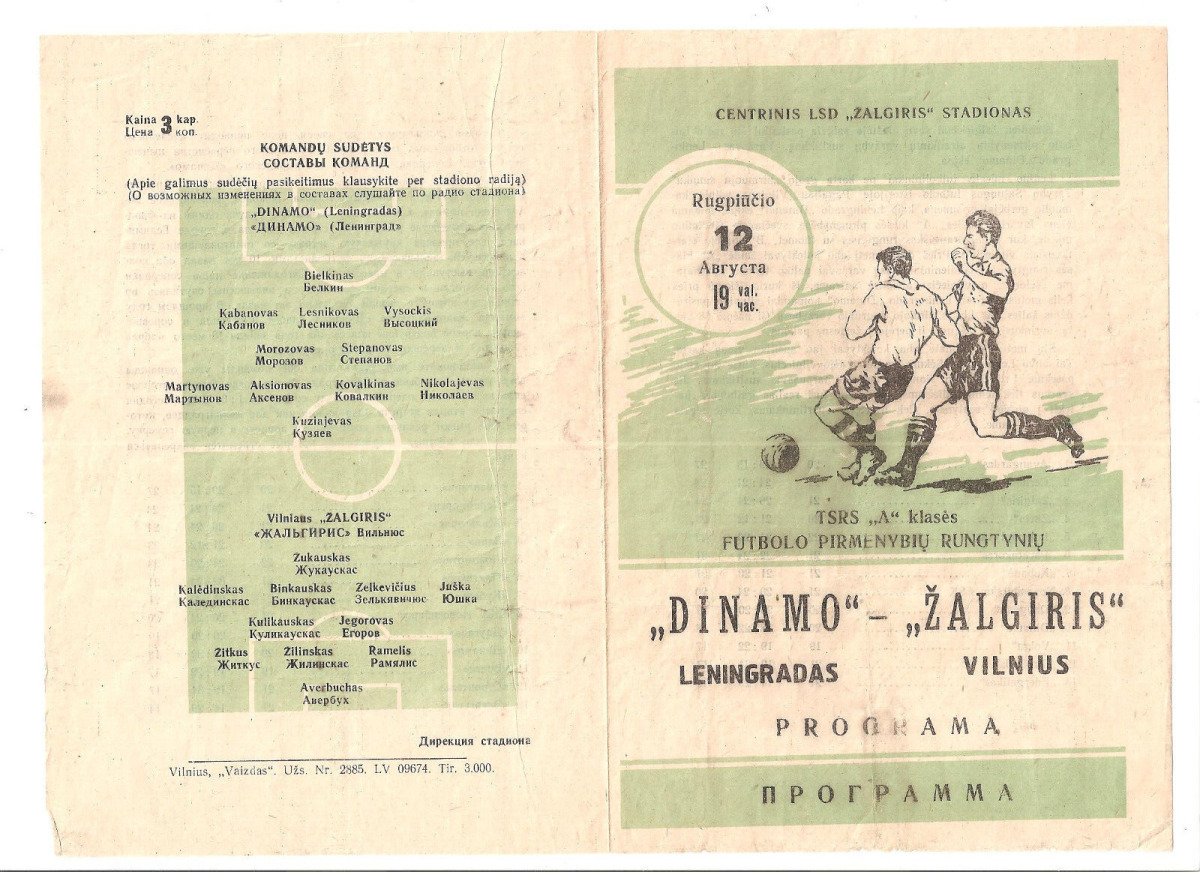 Kaina 3 kap.
Цена 3 коп.
KOMANDŲ SUDĖTYS
СОСТАВЫ КОМАНД
(Apie galimus sudėčių pasikeitimus klausykite per stadiono radiją)
(О возможных изменениях в составах слушайте по радио стадиона)
„DINAMO“ (Leningradas)
«ДИНАМО» (Ленинград»
Bielkinas
Белкин
Kabanovas Lesnikovas Vysockis
Кабанов Лесников Высоцкий
Morozovas Stepanovas
Морозов Степанов
Martynovas Aksionovas Kovalkinas Nikolajevas
Мартынов Аксенов Ковалкин Николаев
Kuziajevas
Кузяев
Vilniaus „ŽALGIRIS“
«ЖАЛЬГИРИС» Вильнюс
Žukauskas
Жукаускас
Kalėdinskas Binkauskas Zelkevičius Juška
Калединскас Бинкаускас Зелькявичюс Юшка
Kulikauskas Jegorovas
Куликаускас Егоров
Žitkus Žilinskas Ramelis
Житкус Жилинскас Рамялис
Averbuchas
Авербух
Дирекция стадиона
Vilnius, „Vaizdas“. Užs. Nr. 2885. LV 09674. Tir. 3.000.
CENTRINIS LSD „ŽALGIRIS“ STADIONAS
Rugpiūčio
12
Августа
19 val.
час.
TSRS „A“ klasės
FUTBOLO PIRMENYBIŲ RUNGTYNIŲ
„DINAMO“ – „ŽALGIRIS“
LENINGRADAS VILNIUS
PROGRAMA
ПРОГРАММА